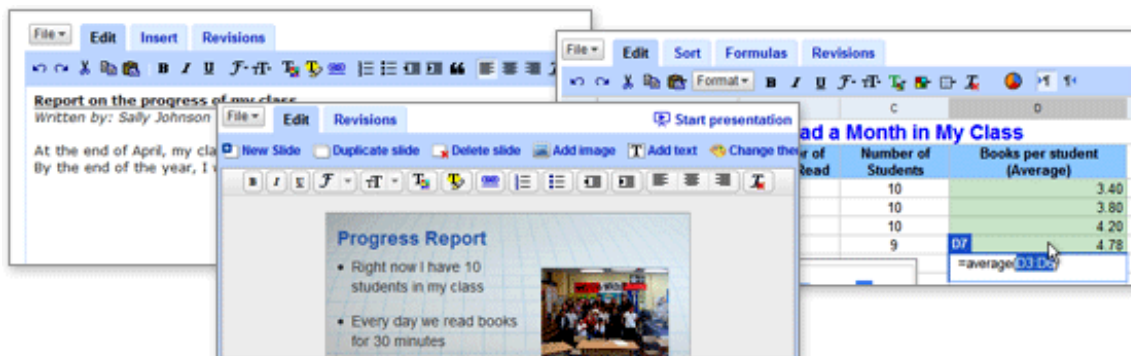 File
Edit Insert Revisions
B I U
Report on the progress of my class
Written by: Sally Johnson
At the end of April, my cla
By the end of the year, I
File
Edit Revisions
Start presentation
New Slide Duplicate slide Delete slide Add image Add text Change the
B I U
Progress Report
• Right now I have 10
students in my class
• Every day we read books
for 30 minutes
File
Edit Sort Formulas Revisions
Format B I U
C D
ad a Month in My Class
r of Number of Books per student
Read Students (Average)
10 3.40
10 3.80
10 4.20
9 D7 4.78
=average(D3:D6)